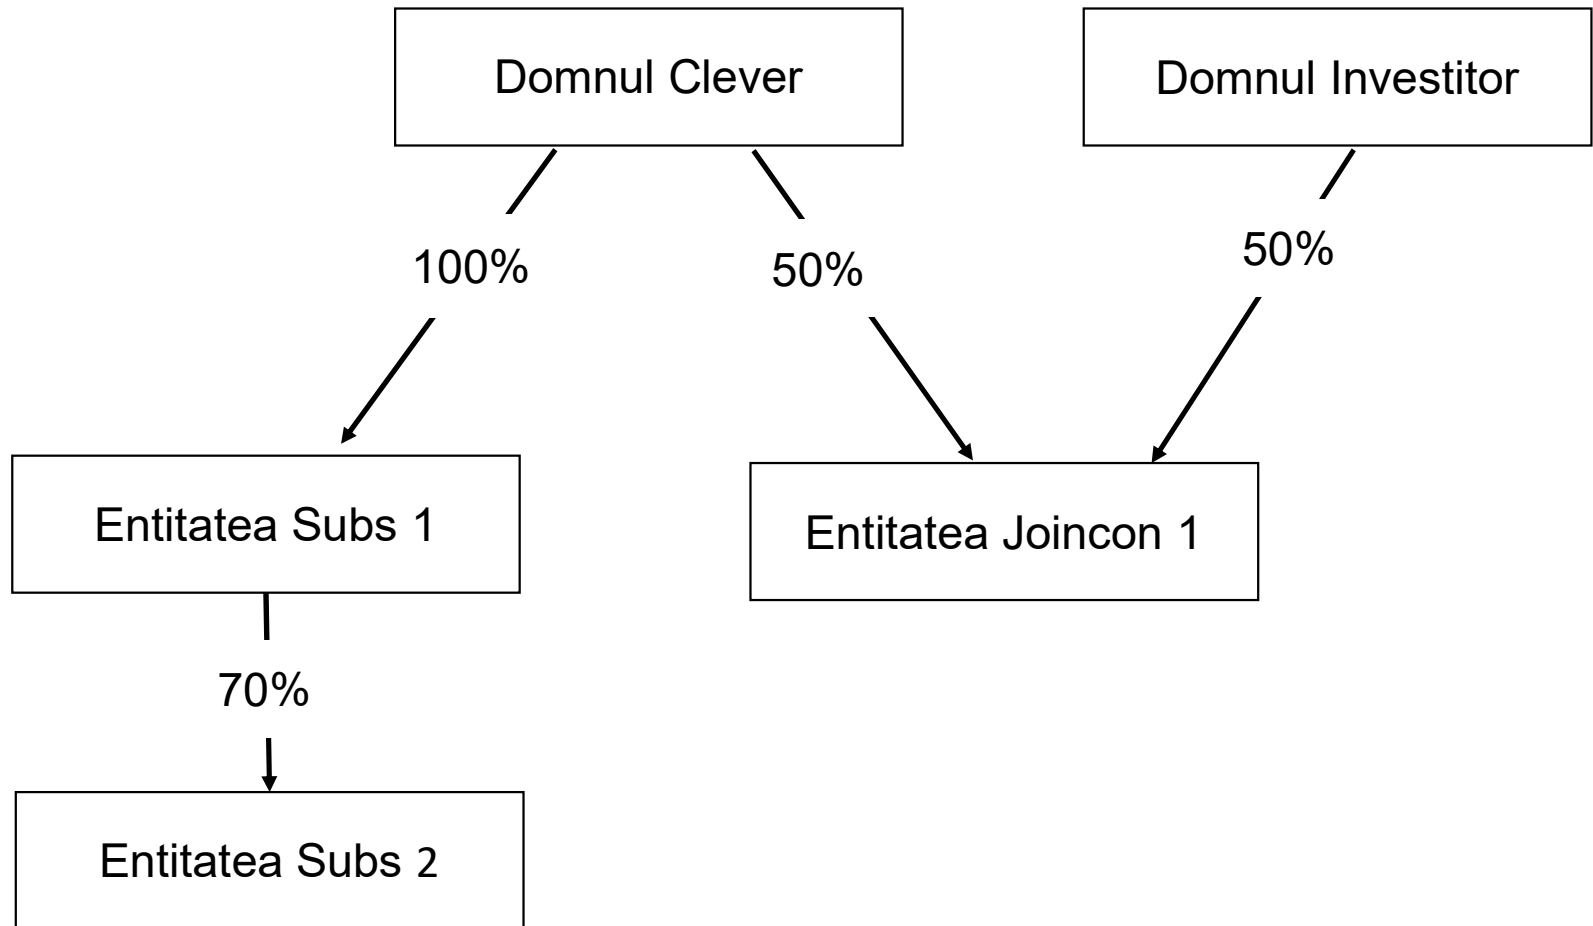 Domnul Clever
Domnul Investitor
100%
50%
50%
Entitatea Subs 1
Entitatea Joincon 1
70%
Entitatea Subs 2